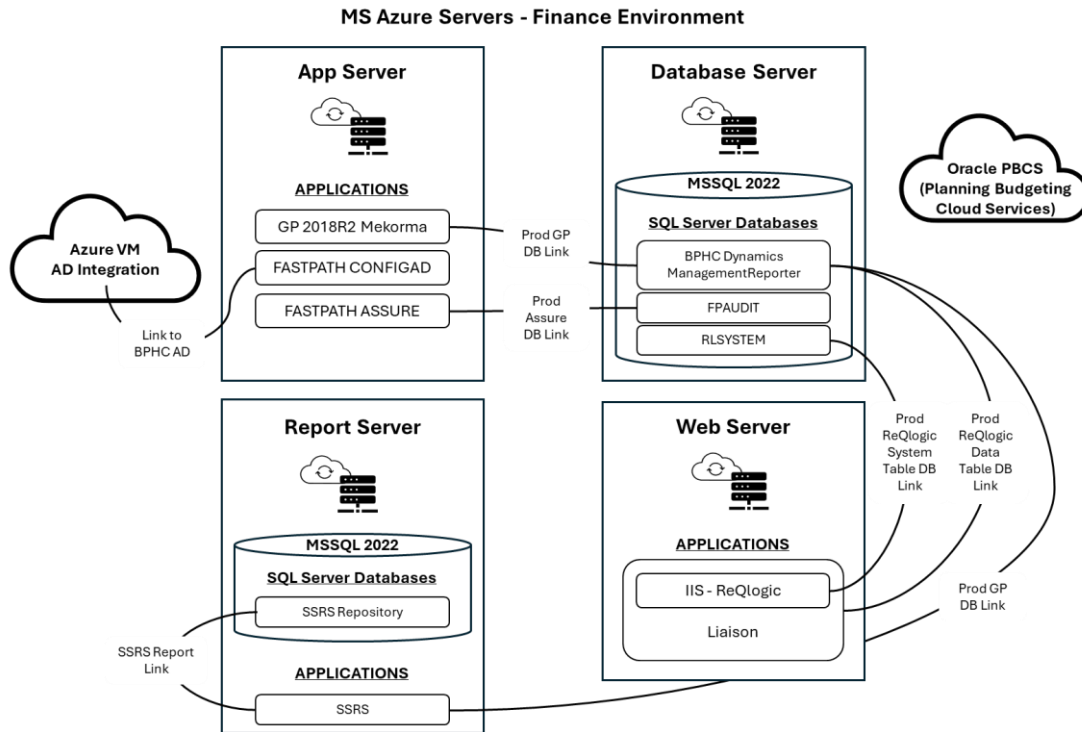 MS Azure Servers - Finance Environment
App Server
APPLICATIONS
GP 2018R2 Mekorma
FASTPATH CONFIGAD
FASTPATH ASSURE
Azure VM
AD Integration
Link to
BPHC AD
Prod GP
DB Link
Prod
Assure
DB Link
Database Server
MSSQL 2022
SQL Server Databases
BPHC Dynamics
ManagementReporter
FPAUDIT
RLSYSTEM
Oracle PBCS
(Planning Budgeting
Cloud Services)
Report Server
MSSQL 2022
SQL Server Databases
SSRS Repository
SSRS Report
Link
APPLICATIONS
SSRS
Web Server
APPLICATIONS
IIS - ReQlogic
Liaison
Prod
ReQlogic
System
Table DB
Link
Prod
ReQlogic
Data
Table DB
Link
Prod GP
DB Link